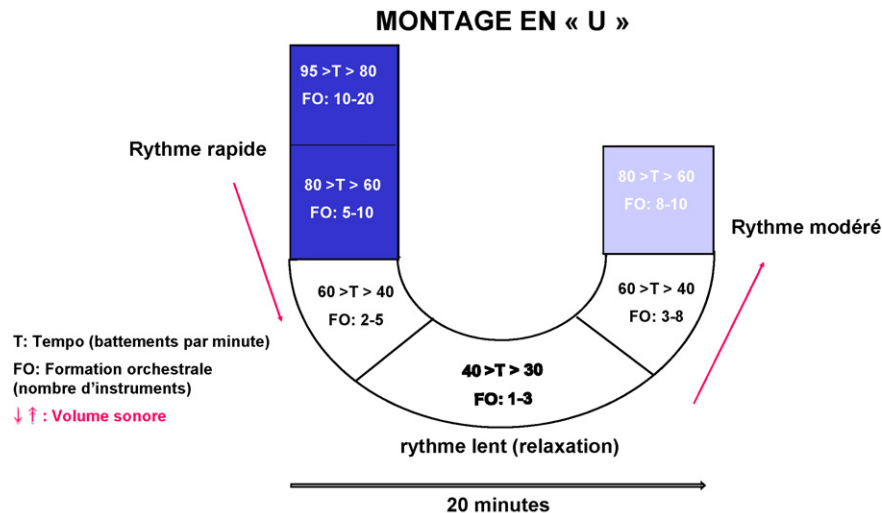 MONTAGE EN « U »
95 >T > 80
FO: 10-20
Rythme rapide
80 >T > 60
FO: 5-10
80 >T > 60
FO: 8-10
Rythme modéré
60 >T > 40
FO: 2-5
60 >T > 40
FO: 3-8
T: Tempo (battements par minute)
FO: Formation orchestrale
(nombre d'instruments)
↓ ↑ : Volume sonore
40 >T > 30
FO: 1-3
rythme lent (relaxation)
20 minutes